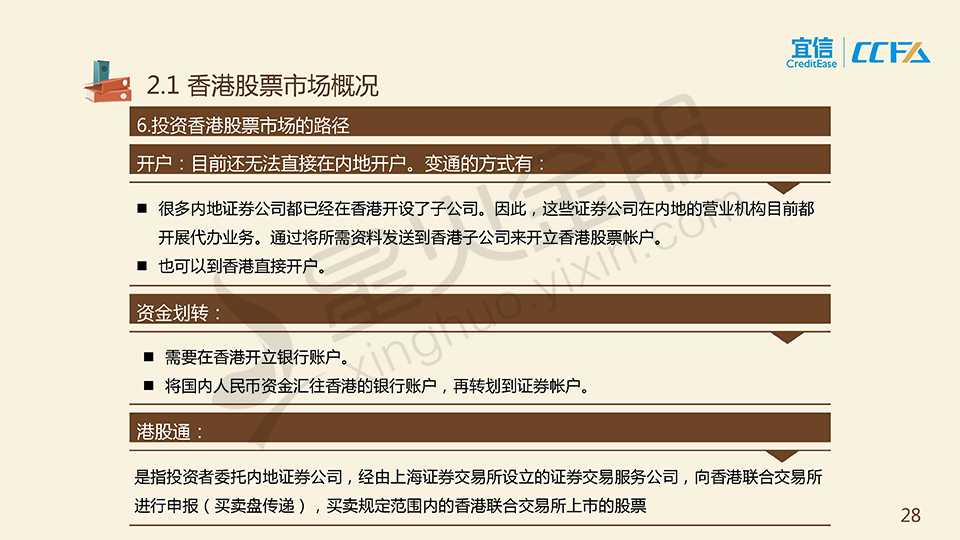 宜信 CCFA
CreditEase
2.1 香港股票市场概况
6.投资香港股票市场的路径
开户：目前还无法直接在内地开户。变通的方式有：
■ 很多内地证券公司都已经在香港开设了子公司。因此，这些证券公司在内地的营业机构目前都
开展代办业务。通过将所需资料发送到香港子公司来开立香港股票帐户。
■ 也可以到香港直接开户。
资金划转：
■ 需要在香港开立银行账户。
■ 将国内人民币资金汇往香港的银行账户，再转划到证券帐户。
港股通：
是指投资者委托内地证券公司，经由上海证券交易所设立的证券交易服务公司，向香港联合交易所
进行申报（买卖盘传递），买卖规定范围内的香港联合交易所上市的股票
星火金服
xinghuo.yixin.com
28